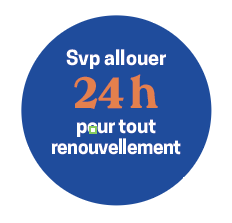 Svp allouer
24 h
pour tout
renouvellement